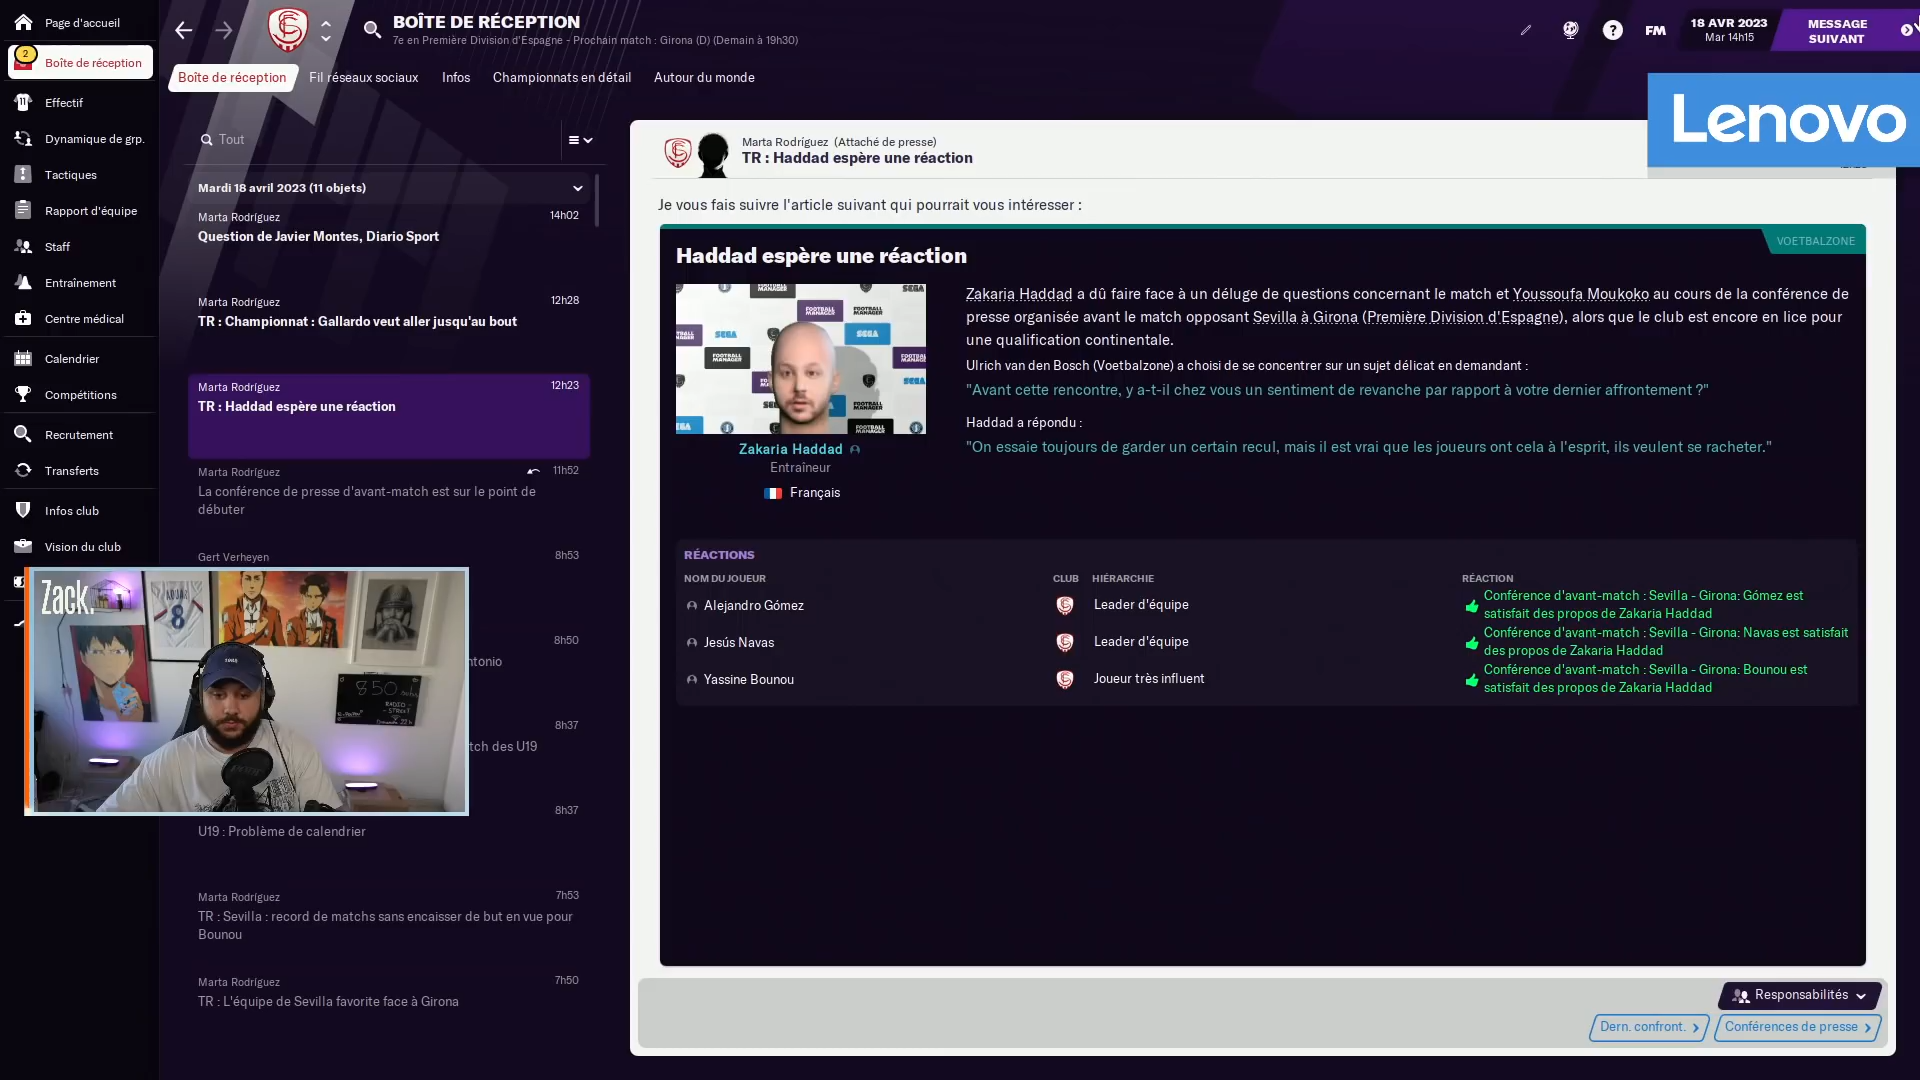 Page d'accueil
2
Boîte de réception
Effectif
Dynamique de grp.
Tactiques
Rapport d'équipe
Staff
Entraînement
Centre médical
Calendrier
Compétitions
Recrutement
Transferts
Infos club
Vision du club
BOÎTE DE RÉCEPTION
7e en Première Division d'Espagne - Prochain match : Girona (D) (Demain à 19h30)
FM
18 AVR 2023
Mar 14h15
MESSAGE
SUIVANT
Boîte de réception
Fil réseaux sociaux
Infos
Championnats en détail
Autour du monde
Lenovo
Tout
Mardi 18 avril 2023 (11 objets)
Marta Rodríguez 14h02
Question de Javier Montes, Diario Sport
Marta Rodríguez 12h28
TR : Championnat : Gallardo veut aller jusqu'au bout
Marta Rodríguez 12h23
TR : Haddad espère une réaction
Marta Rodríguez 11h52
La conférence de presse d'avant-match est sur le point de
débuter
Gert Verheyen 8h53
8h50
ntonio
8h37
tch des U19
8h37
U19 : Problème de calendrier
Marta Rodríguez 7h53
TR : Sevilla : record de matchs sans encaisser de but en vue pour
Bounou
Marta Rodríguez 7h50
TR : L'équipe de Sevilla favorite face à Girona
Zack.
8
850
RADIO -
- STREET
Marta Rodríguez (Attaché de presse)
TR : Haddad espère une réaction
Je vous fais suivre l'article suivant qui pourrait vous intéresser :
VOETBALZONE
Haddad espère une réaction
SEGA
FOOTBALL
MANAGER
Zakaria Haddad
Entraîneur
Français
Zakaria Haddad a dû faire face à un déluge de questions concernant le match et Youssoufa Moukoko au cours de la conférence de
presse organisée avant le match opposant Sevilla à Girona (Première Division d'Espagne), alors que le club est encore en lice pour
une qualification continentale.
Ulrich van den Bosch (Voetbalzone) a choisi de se concentrer sur un sujet délicat en demandant :
"Avant cette rencontre, y a-t-il chez vous un sentiment de revanche par rapport à votre dernier affrontement ?"
Haddad a répondu :
"On essaie toujours de garder un certain recul, mais il est vrai que les joueurs ont cela à l'esprit, ils veulent se racheter."
RÉACTIONS
NOM DU JOUEUR CLUB HIÉRARCHIE RÉACTION
Alejandro Gómez Leader d'équipe Conférence d'avant-match : Sevilla - Girona: Gómez est
satisfait des propos de Zakaria Haddad
Jesús Navas Leader d'équipe Conférence d'avant-match : Sevilla - Girona: Navas est satisfait
des propos de Zakaria Haddad
Yassine Bounou Joueur très influent Conférence d'avant-match : Sevilla - Girona: Bounou est
satisfait des propos de Zakaria Haddad
Responsabilités
Dern. confront.
Conférences de presse